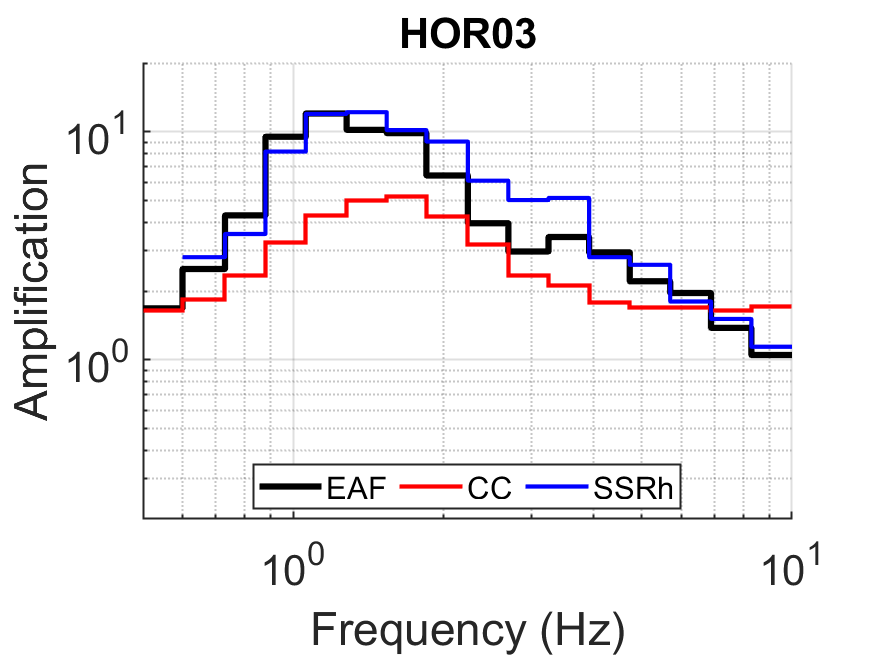 HOR03
Amplification
10^1
10^0
EAF CC SSRh
10^0 10^1
Frequency (Hz)